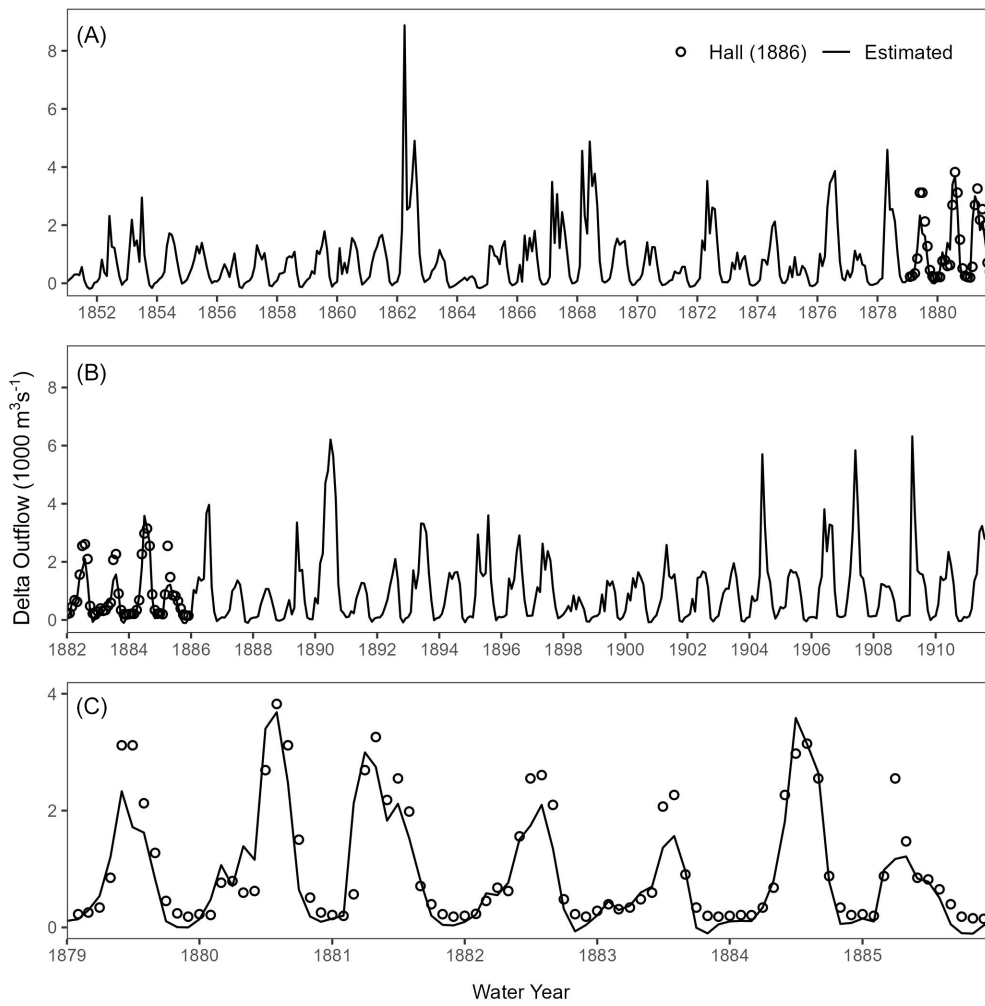 (A)
Hall (1886) Estimated
8
6
4
2
0
1852 1854 1856 1858 1860 1862 1864 1866 1868 1870 1872 1874 1876 1878 1880
Delta Outflow (1000 m³s⁻¹)
(B)
8
6
4
2
0
1882 1884 1886 1888 1890 1892 1894 1896 1898 1900 1902 1904 1906 1908 1910
(C)
4
2
0
1879 1880 1881 1882 1883 1884 1885
Water Year